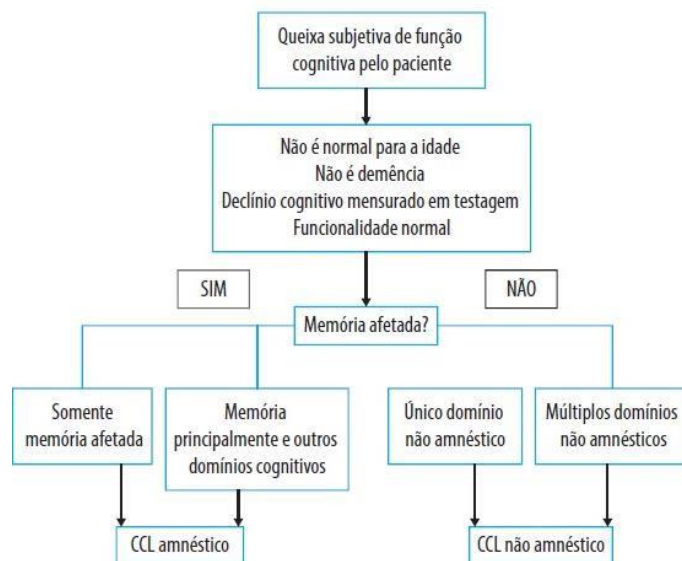 Queixa subjetiva de função
cognitiva pelo paciente
Não é normal para a idade
Não é demência
Declínio cognitivo mensurado em testagem
Funcionalidade normal
SIM
NÃO
Memória afetada?
Somente
memória afetada
Memória
principalmente e outros
domínios cognitivos
Único domínio
não amnéstico
Múltiplos domínios
não amnésticos
CCL amnéstico
CCL não amnéstico